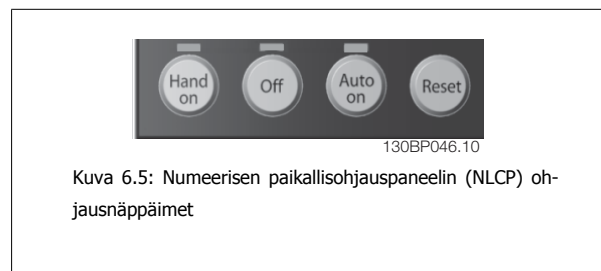 Hand on
Off
Auto on
Reset
130BP046.10
Kuva 6.5: Numeerisen paikallisohjauspaneelin (NLCP) oh-
jausnäppäimet